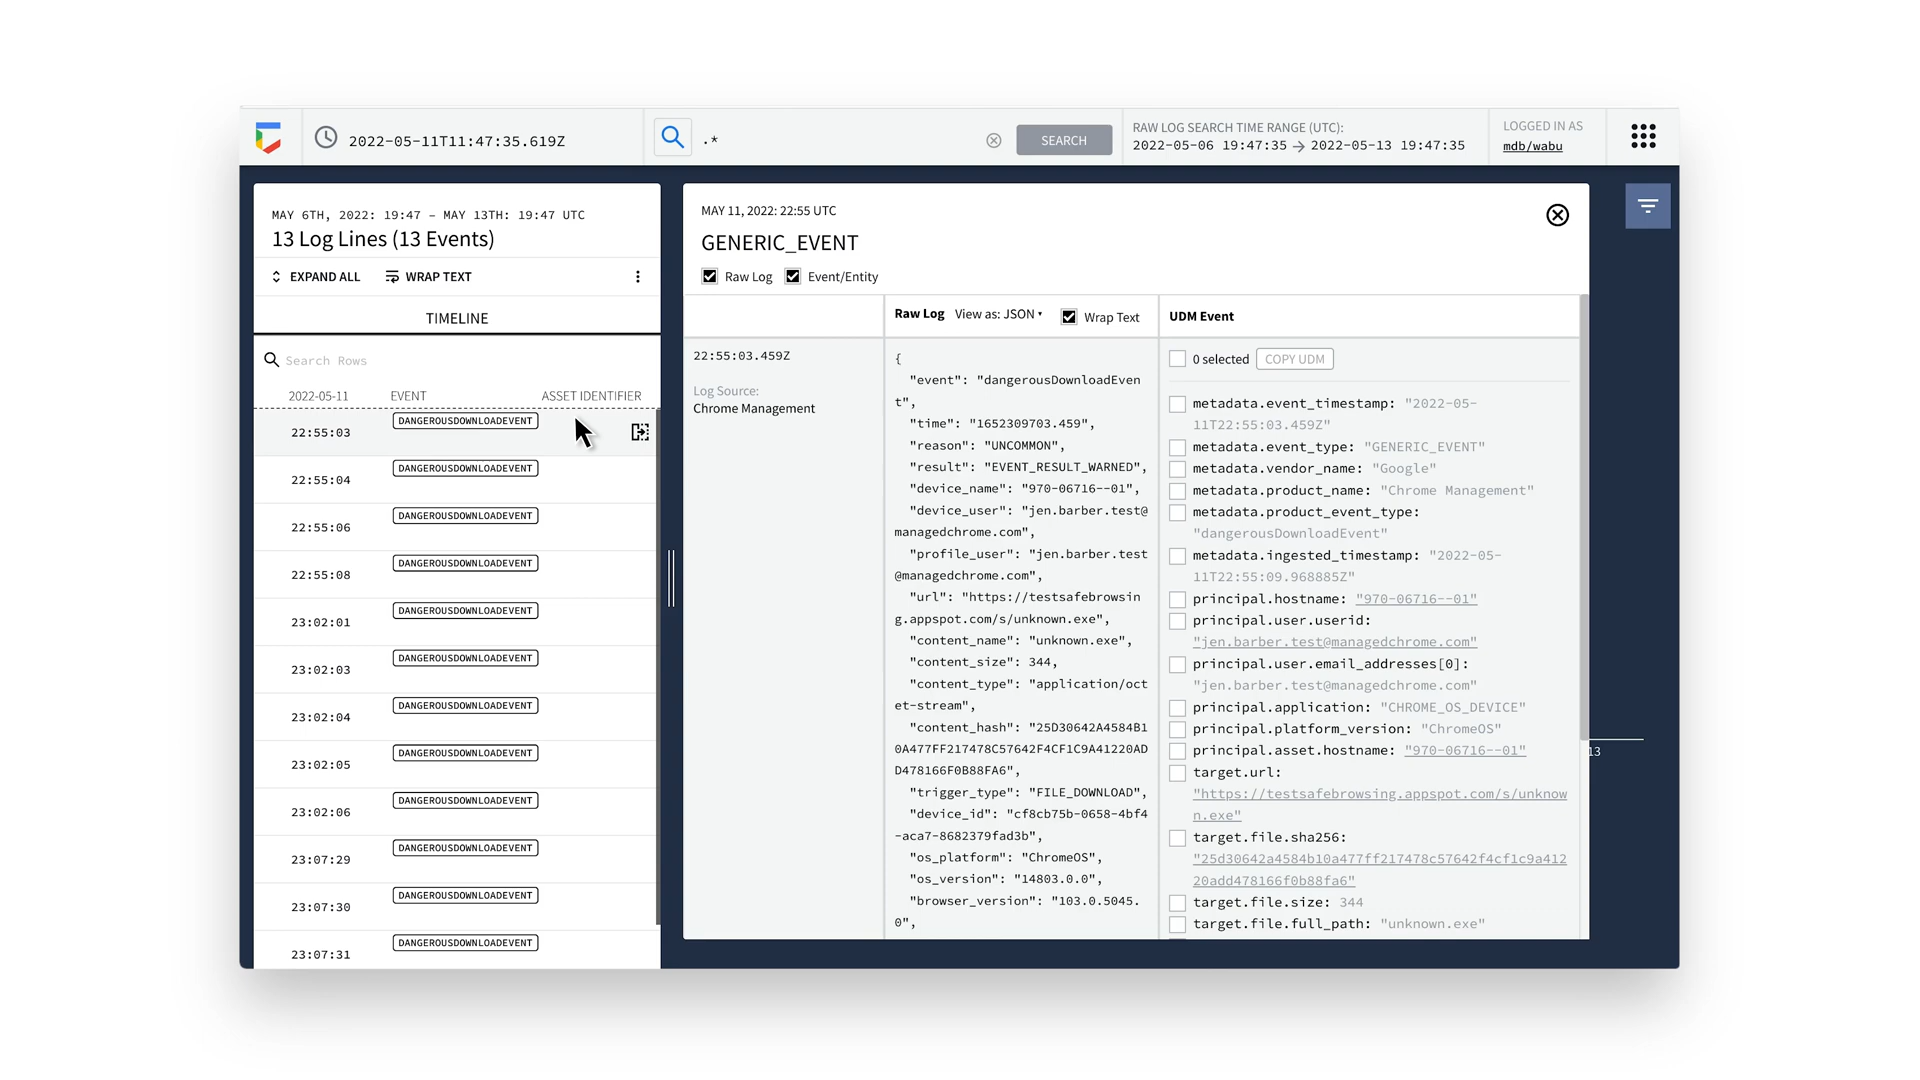 2022-05-11T11:47:35.619Z
.*
SEARCH
RAW LOG SEARCH TIME RANGE (UTC):
2022-05-06 19:47:35 → 2022-05-13 19:47:35
LOGGED IN AS
mdb/wabu
MAY 6TH, 2022: 19:47 – MAY 13TH: 19:47 UTC
13 Log Lines (13 Events)
EXPAND ALL WRAP TEXT
TIMELINE
Search Rows
2022-05-11 EVENT ASSET IDENTIFIER
DANGEROUSDOWNLOADEVENT
22:55:03
DANGEROUSDOWNLOADEVENT
22:55:04
DANGEROUSDOWNLOADEVENT
22:55:06
DANGEROUSDOWNLOADEVENT
22:55:08
DANGEROUSDOWNLOADEVENT
23:02:01
DANGEROUSDOWNLOADEVENT
23:02:03
DANGEROUSDOWNLOADEVENT
23:02:04
DANGEROUSDOWNLOADEVENT
23:02:05
DANGEROUSDOWNLOADEVENT
23:02:06
DANGEROUSDOWNLOADEVENT
23:07:29
DANGEROUSDOWNLOADEVENT
23:07:30
DANGEROUSDOWNLOADEVENT
23:07:31
MAY 11, 2022: 22:55 UTC
GENERIC_EVENT
Raw Log Event/Entity
Raw Log View as: JSON Wrap Text
UDM Event
22:55:03.459Z
Log Source:
Chrome Management
{
"event": "dangerousDownloadEven
t",
"time": "1652309703.459",
"reason": "UNCOMMON",
"result": "EVENT_RESULT_WARNED",
"device_name": "970-06716--01",
"device_user": "jen.barber.test@
managedchrome.com",
"profile_user": "jen.barber.test
@managedchrome.com",
"url": "https://testsafebrowsin
g.appspot.com/s/unknown.exe",
"content_name": "unknown.exe",
"content_size": 344,
"content_type": "application/oct
et-stream",
"content_hash": "25D30642A4584B1
0A477FF217478C57642F4CF1C9A41220AD
D478166F0B88FA6",
"trigger_type": "FILE_DOWNLOAD",
"device_id": "cf8cb75b-0658-4bf4
-aca7-8682379fad3b",
"os_platform": "ChromeOS",
"os_version": "14803.0.0",
"browser_version": "103.0.5045.
0",
0 selected COPY UDM
metadata.event_timestamp: "2022-05-
11T22:55:03.459Z"
metadata.event_type: "GENERIC_EVENT"
metadata.vendor_name: "Google"
metadata.product_name: "Chrome Management"
metadata.product_event_type:
"dangerousDownloadEvent"
metadata.ingested_timestamp: "2022-05-
11T22:55:09.968885Z"
principal.hostname: "970-06716--01"
principal.user.userid:
"jen.barber.test@managedchrome.com"
principal.user.email_addresses[0]:
"jen.barber.test@managedchrome.com"
principal.application: "CHROME_OS_DEVICE"
principal.platform_version: "ChromeOS"
principal.asset.hostname: "970-06716--01"
target.url:
"https://testsafebrowsing.appspot.com/s/unknow
n.exe"
target.file.sha256:
"25d30642a4584b10a477ff217478c57642f4cf1c9a412
20add478166f0b88fa6"
target.file.size: 344
target.file.full_path: "unknown.exe"
13